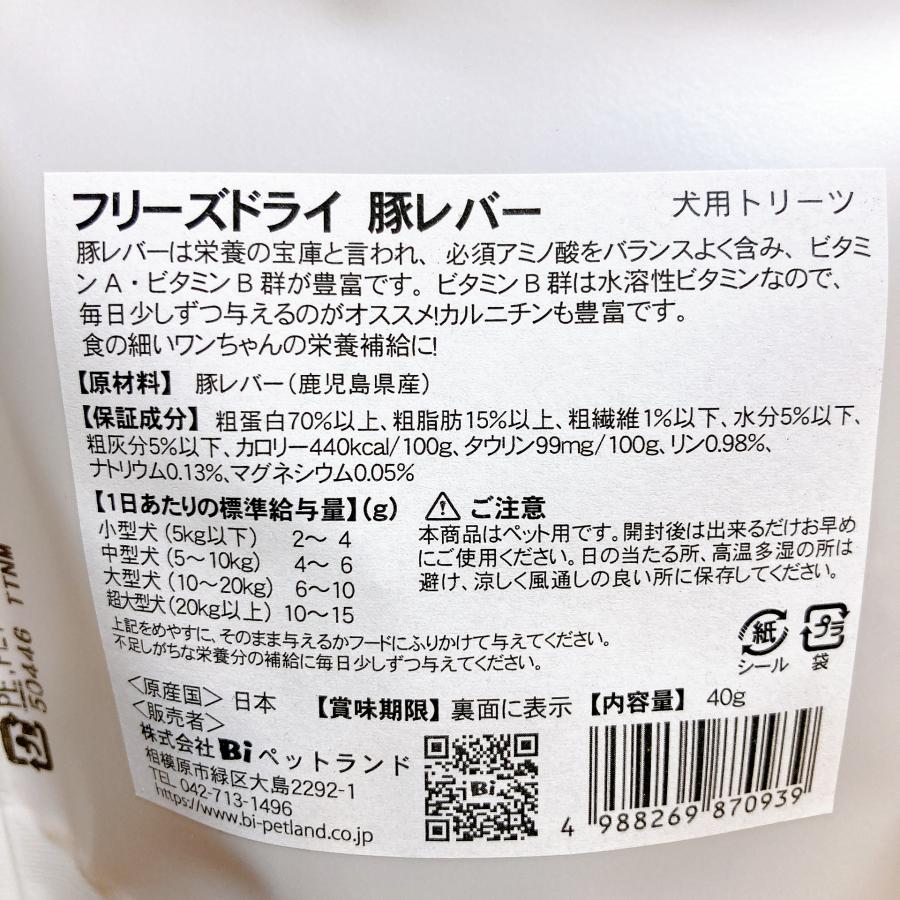 フリーズドライ 豚レバー 犬用トリーツ
豚レバーは栄養の宝庫と言われ、必須アミノ酸をバランスよく含み、ビタミ
ンA・ビタミンB群が豊富です。ビタミンB群は水溶性ビタミンなので、
毎日少しずつ与えるのがオススメ!カルニチンも豊富です。
食の細いワンちゃんの栄養補給に!
【原材料】 豚レバー(鹿児島県産)
【保証成分】 粗蛋白70%以上、粗脂肪15%以上、粗繊維1%以下、水分5%以下、
粗灰分5%以下、カロリー440kcal/100g、タウリン99mg/100g、リン0.98%、
ナトリウム0.13%、マグネシウム0.05%
【1日あたりの標準給与量】(g)
小型犬(5kg以下) 2〜4
中型犬(5〜10kg) 4〜6
大型犬(10〜20kg) 6〜10
超大型犬(20kg以上) 10〜15
ご注意
本商品はペット用です。開封後は出来るだけお早め
にご使用ください。日の当たる所、高温多湿の所は
避け、涼しく風通しの良い所に保存してください。
上記をめやすに、そのまま与えるかフードにふりかけて与えてください。
不足しがちな栄養分の補給に毎日少しずつ与えてください。
紙
シール
プラ
袋
<原産国> 日本 【賞味期限】裏面に表示 【内容量】 40g
<販売者>
株式会社 Bi ペットランド
相模原市緑区大島2292-1
TEL 042-713-1496
https://www.bi-petland.co.jp
Bi
4 988269 870939
プラ
50446 TTNM